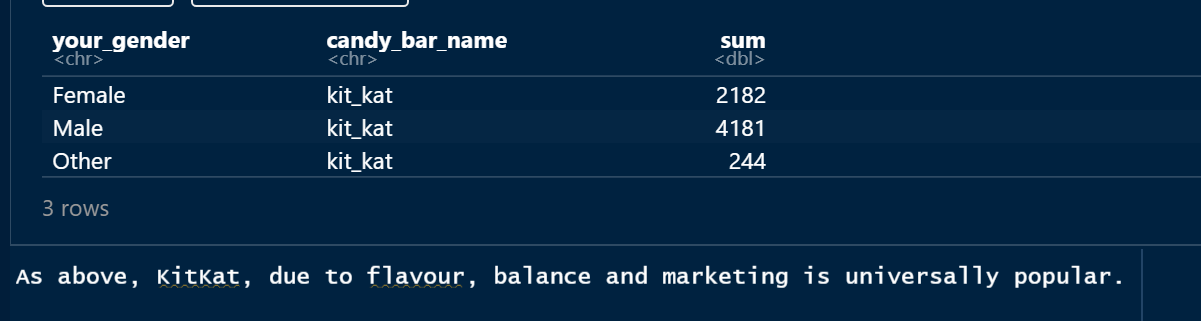 your_gender candy_bar_name sum
<chr> <chr> <dbl>
Female kit_kat 2182
Male kit_kat 4181
Other kit_kat 244
3 rows
As above, KitKat, due to flavour, balance and marketing is universally popular.